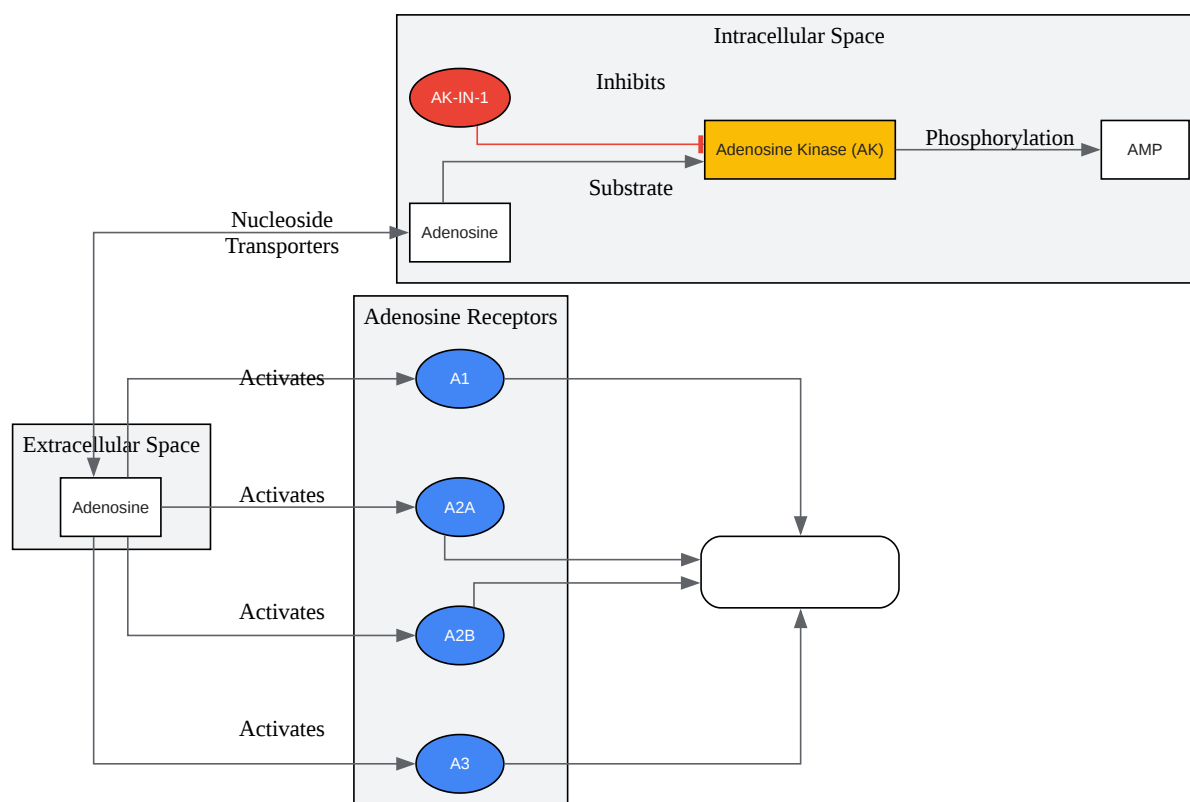 Intracellular Space
Inhibits
AK-IN-1
Adenosine Kinase (AK)
Phosphorylation
AMP
Substrate
Nucleoside
Transporters
Adenosine
Adenosine Receptors
Activates
A1
Extracellular Space
Adenosine
Activates
A2A
Activates
A2B
Activates
A3